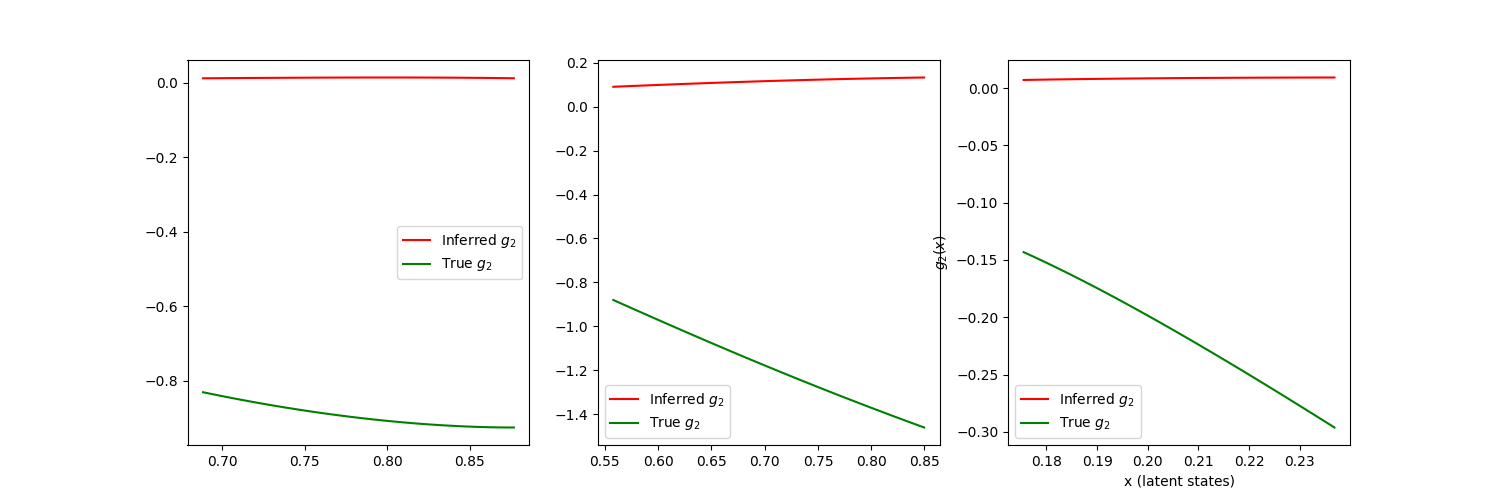 0.0
−0.2
−0.4
−0.6
−0.8
0.70 0.75 0.80 0.85
Inferred g₂
True g₂
0.2
0.0
−0.2
−0.4
−0.6
−0.8
−1.0
−1.2
−1.4
0.55 0.60 0.65 0.70 0.75 0.80 0.85
Inferred g₂
True g₂
g₂(x)
0.00
−0.05
−0.10
−0.15
−0.20
−0.25
−0.30
0.18 0.19 0.20 0.21 0.22 0.23
x (latent states)
Inferred g₂
True g₂